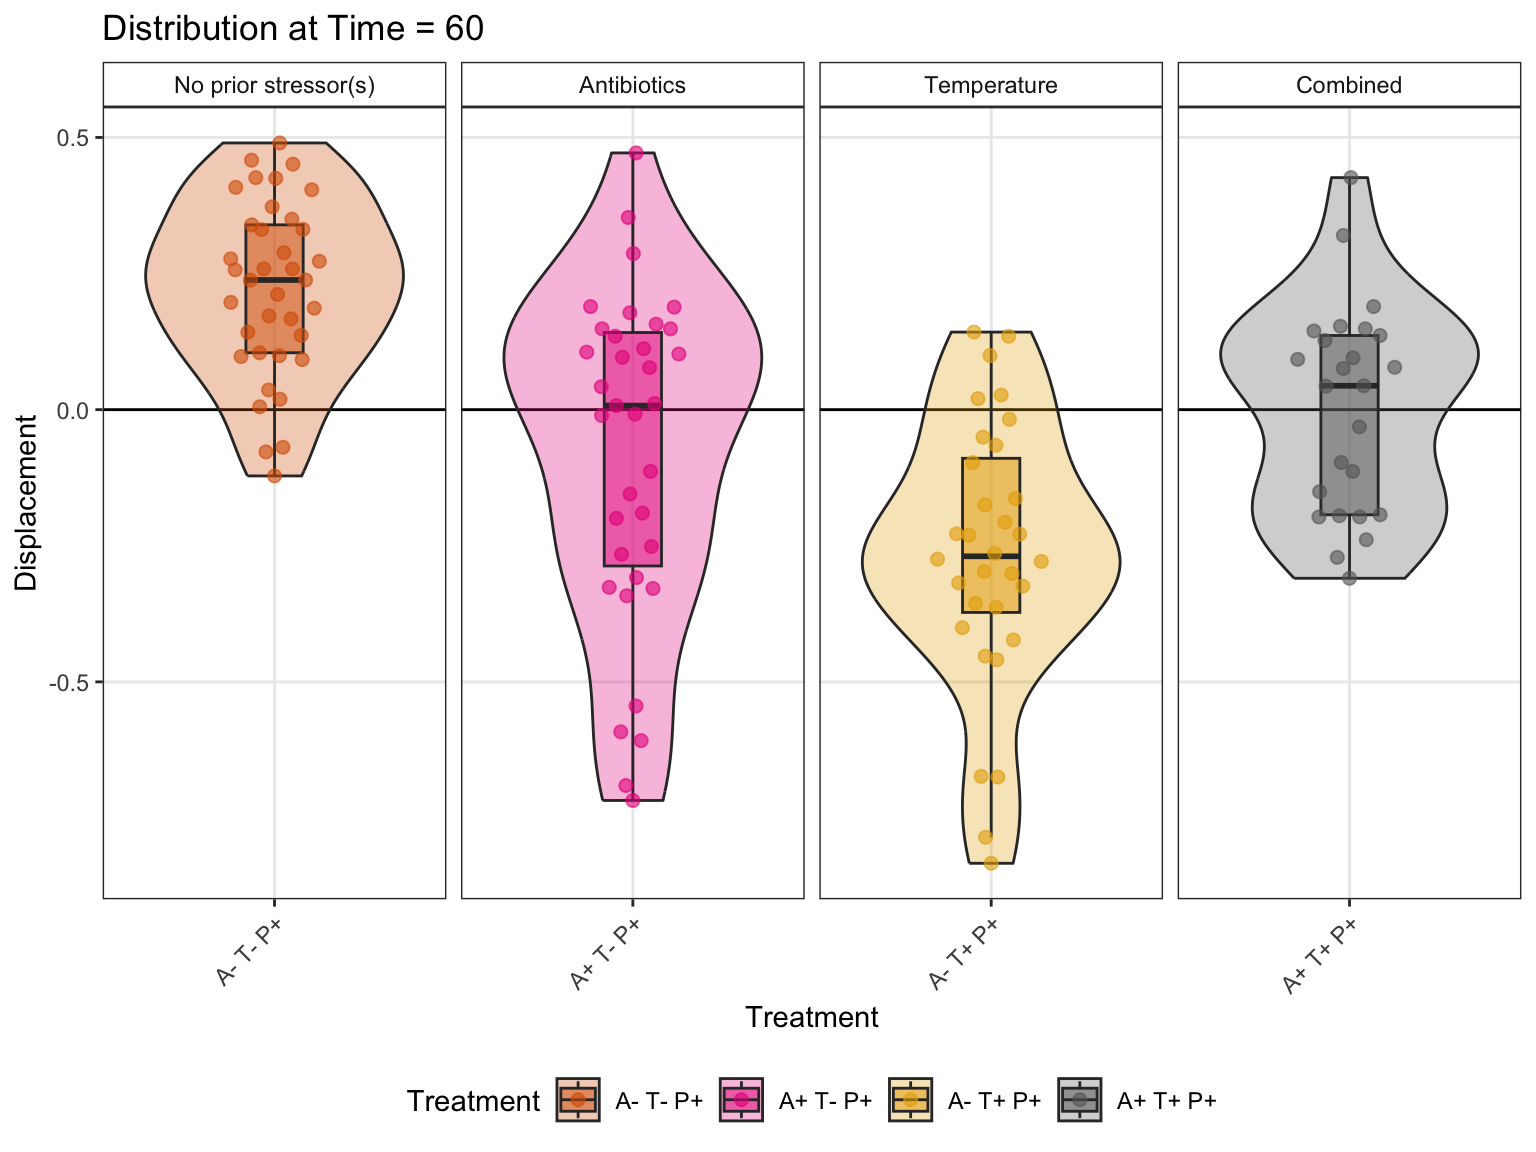 Distribution at Time = 60
No prior stressor(s)
Antibiotics
Temperature
Combined
0.5
0.0
-0.5
Displacement
A- T- P+
A+ T- P+
A- T+ P+
A+ T+ P+
Treatment
Treatment
A- T- P+
A+ T- P+
A- T+ P+
A+ T+ P+